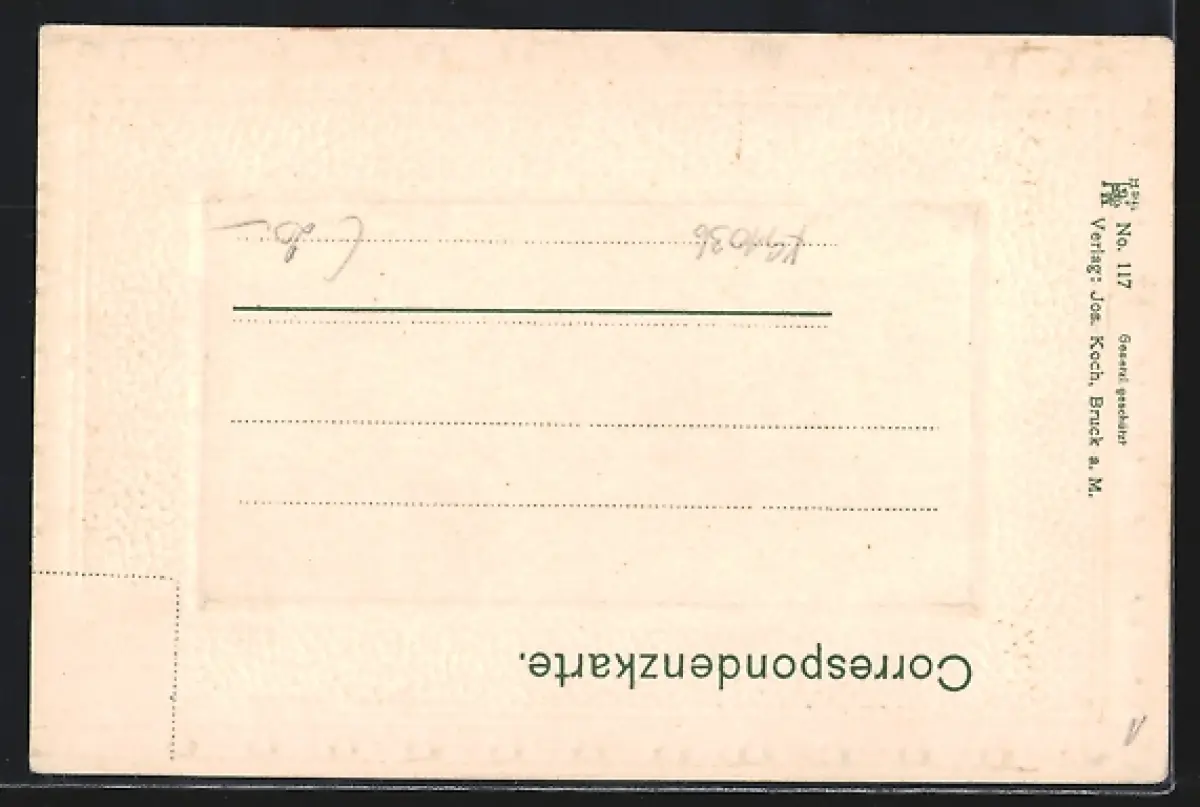 Correspondenzkarte.
No. 117 Gesetzl. geschützt
Verlag: Jos. Koch, Bruck a. M.